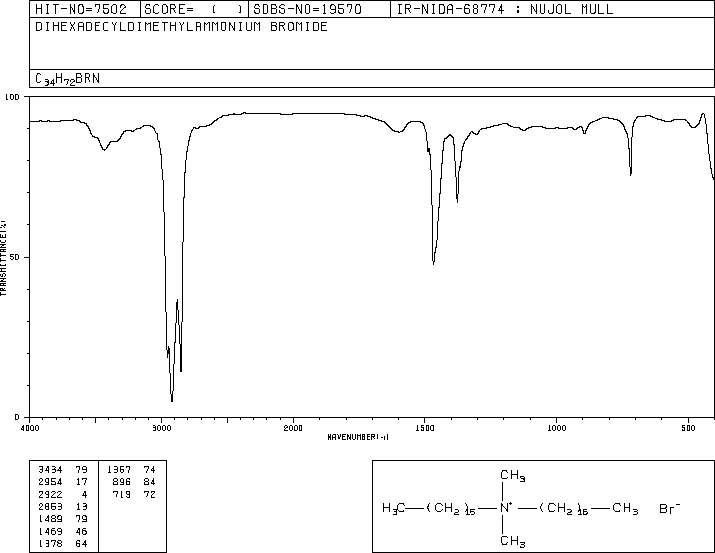 HIT-NO=7502 SCORE= ( ) SDBS-NO=19570 IR-NIDA-68774 : NUJOL MULL
DIHEXADECYLDIMETHYLAMMONIUM BROMIDE
C34H72BRN
100
50
0
TRANSMITTANCE(%)
4000 3000 2000 1500 1000 500
WAVENUMBER(-1)
3434 79 1367 74
2954 17 896 84
2922 4 719 72
2853 13
1489 79
1469 46
1378 64
CH3
H3C—(CH2)15—N+—(CH2)15—CH3 Br−
CH3